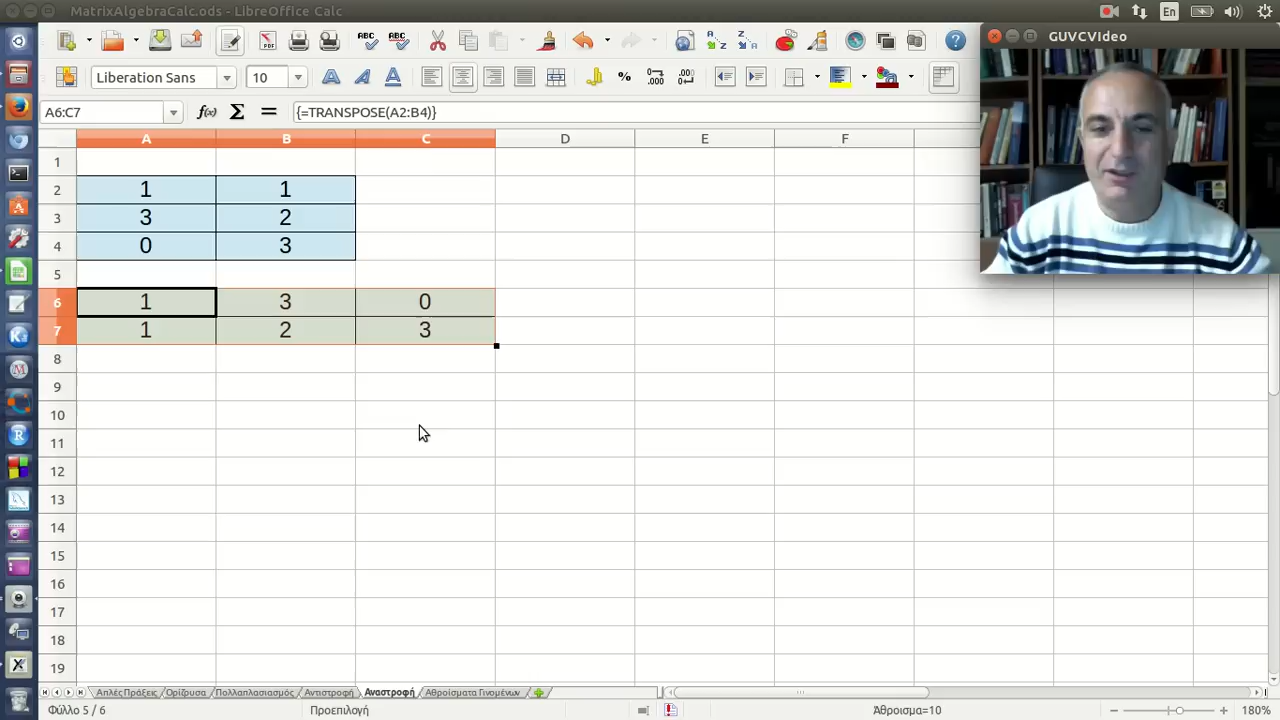 MatrixAlgebraCalc.ods - LibreOffice Calc
En
GUVCVIdeo
Liberation Sans
10
A6:C7
{=TRANSPOSE(A2:B4)}
A B C D E F
1
2 1 1
3 3 2
4 0 3
5
6 1 3 0
7 1 2 3
8
9
10
11
12
13
14
15
16
17
18
19
Απλές Πράξεις Ορίζουσα Πολλαπλασιασμός Αντιστροφή Αναστροφή Αθροίσματα Γινομένων
Φύλλο 5 / 6 Προεπιλογή Άθροισμα=10 180%